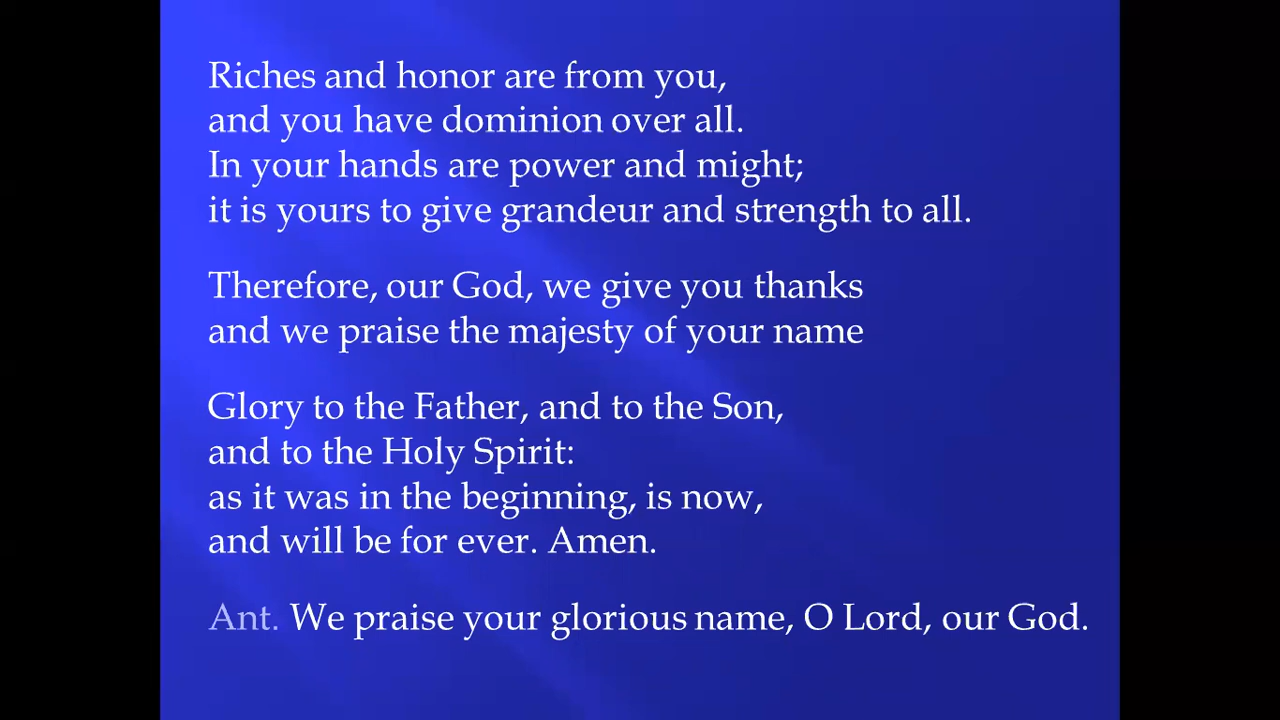 Riches and honor are from you,
and you have dominion over all.
In your hands are power and might;
it is yours to give grandeur and strength to all.
Therefore, our God, we give you thanks
and we praise the majesty of your name
Glory to the Father, and to the Son,
and to the Holy Spirit:
as it was in the beginning, is now,
and will be for ever. Amen.
Ant. We praise your glorious name, O Lord, our God.